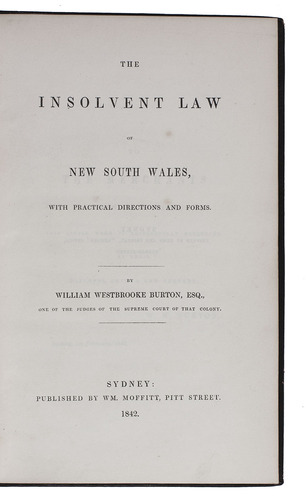 THE
INSOLVENT LAW
OF
NEW SOUTH WALES,
WITH PRACTICAL DIRECTIONS AND FORMS.
BY
WILLIAM WESTBROOKE BURTON, ESQ.,
ONE OF THE JUDGES OF THE SUPREME COURT OF THAT COLONY.
SYDNEY:
PUBLISHED BY WM. MOFFITT, PITT STREET.
1842.